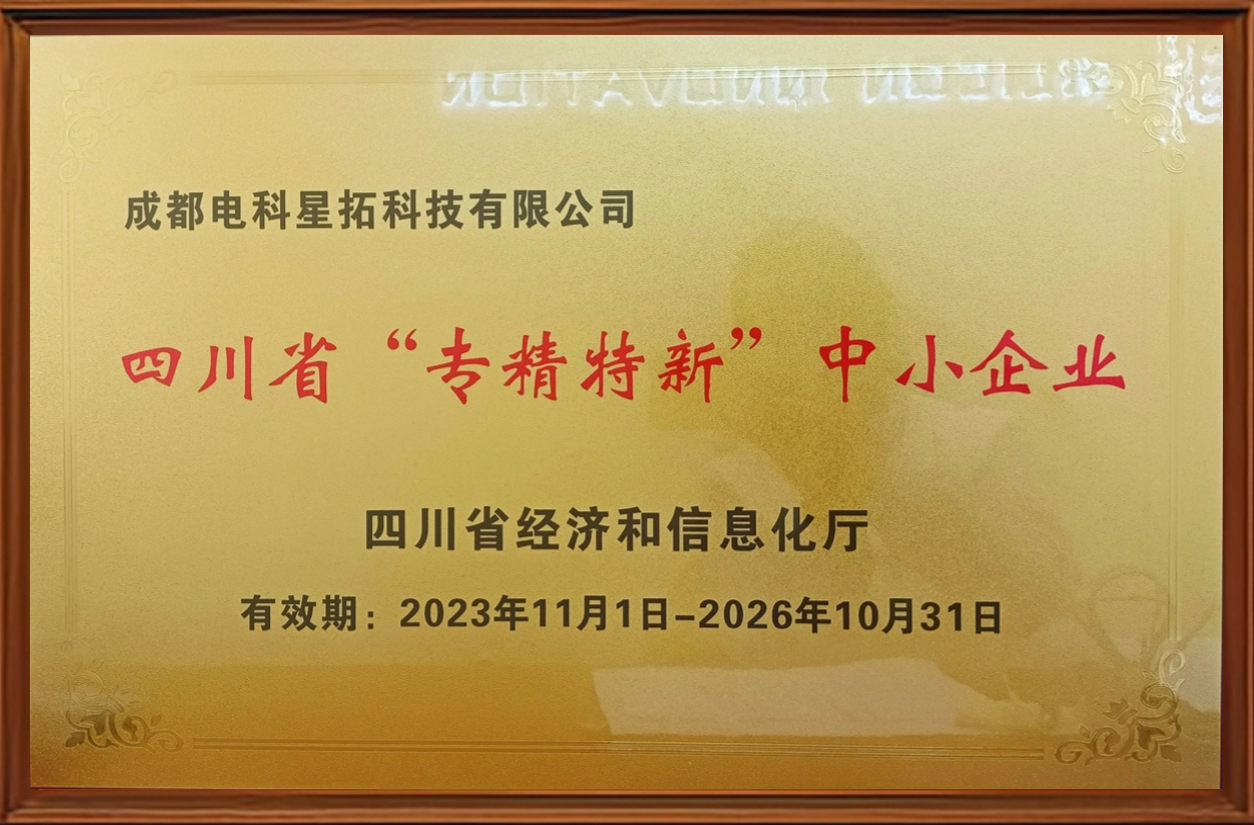 成都电科星拓科技有限公司
四川省“专精特新”中小企业
四川省经济和信息化厅
有效期：2023年11月1日-2026年10月31日